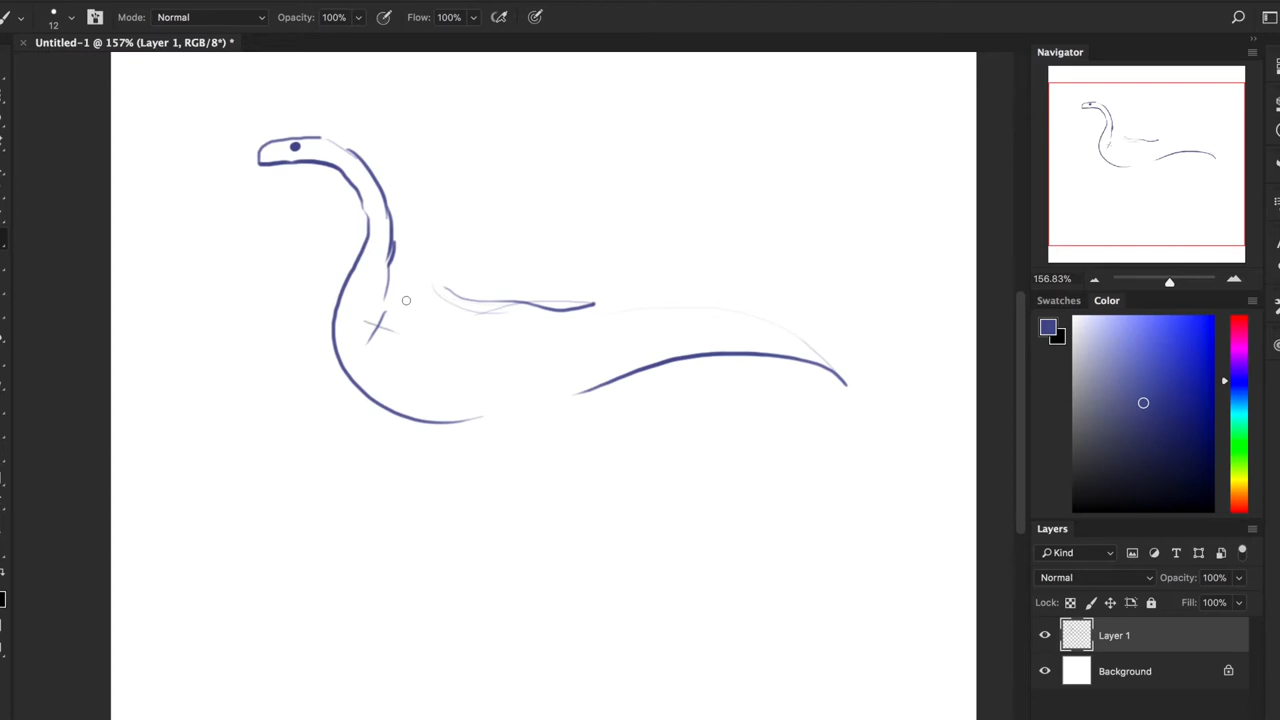 12 Mode: Normal Opacity: 100% Flow: 100%
Untitled-1 @ 157% (Layer 1, RGB/8*) *
Navigator
156.83%
Swatches Color
Layers
Kind
Normal Opacity: 100%
Lock: Fill: 100%
Layer 1
Background